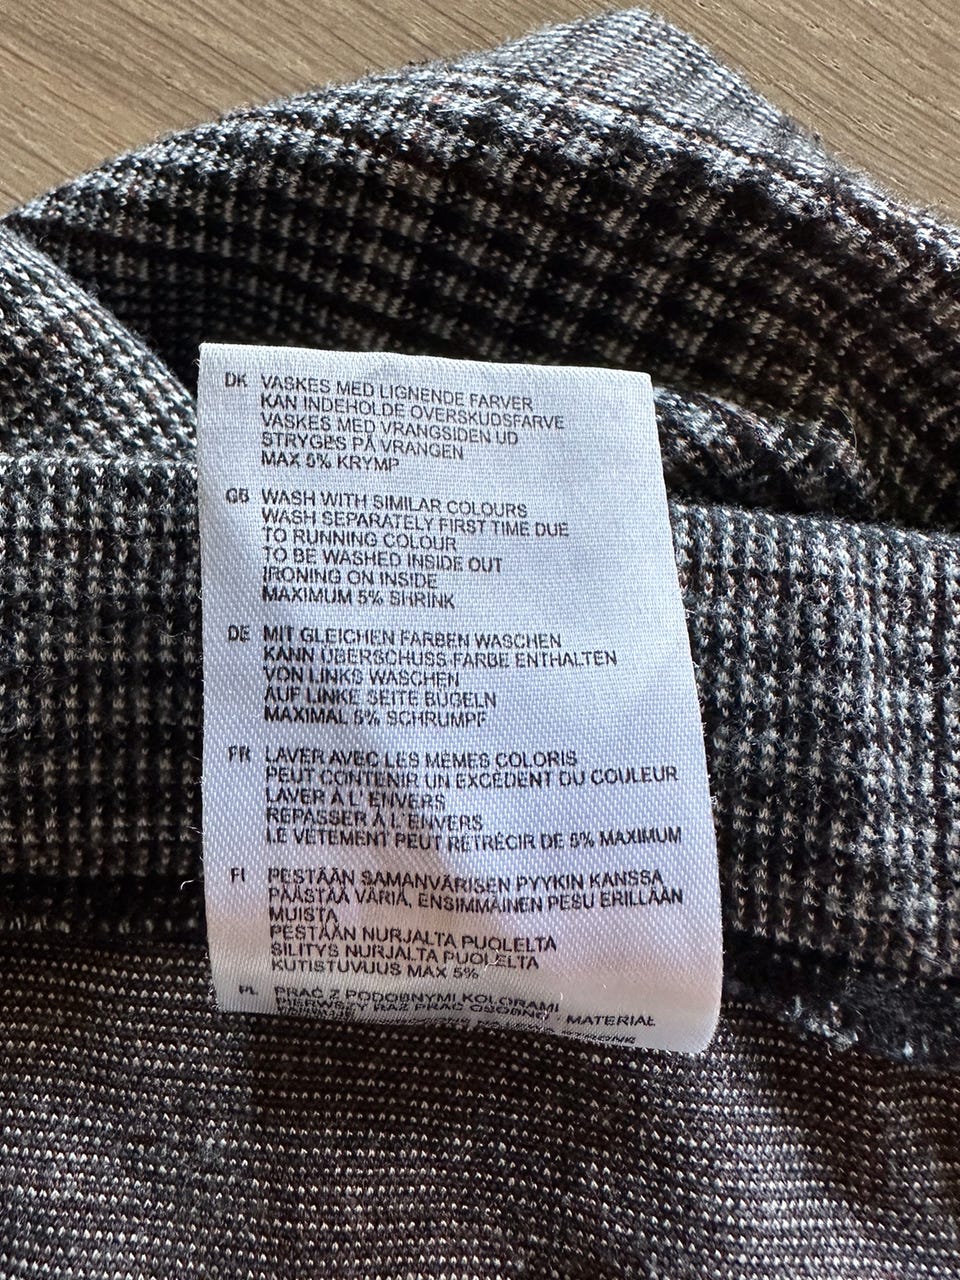 DK VASKES MED LIGNENDE FARVER
KAN INDEHOLDE OVERSKUDSFARVE
VASKES MED VRANGSIDEN UD
STRYGES PÅ VRANGEN
MAX 5% KRYMP
GB WASH WITH SIMILAR COLOURS
WASH SEPARATELY FIRST TIME DUE
TO RUNNING COLOUR
TO BE WASHED INSIDE OUT
IRONING ON INSIDE
MAXIMUM 5% SHRINK
DE MIT GLEICHEN FARBEN WASCHEN
KANN ÜBERSCHUSS FARBE ENTHALTEN
VON LINKS WASCHEN
AUF LINKE SEITE BÜGELN
MAXIMAL 5% SCHRUMPF
FR LAVER AVEC LES MÊMES COLORIS
PEUT CONTENIR UN EXCÉDENT DU COULEUR
LAVER À L' ENVERS
REPASSER À L'ENVERS
LE VÊTEMENT PEUT RÉTRÉCIR DE 5% MAXIMUM
FI PESTÄÄN SAMANVÄRISEN PYYKIN KANSSA
PÄÄSTÄÄ VÄRIÄ, ENSIMMÄINEN PESU ERILLÄÄN
MUISTA
PESTÄÄN NURJALTA PUOLELTA
SILITYS NURJALTA PUOLELTA
KUTISTUVUUS MAX 5%
PL PRAĆ Z PODOBNYMI KOLORAMI
PIERWSZY RAZ PRAĆ OSOBNO - MATERIAŁ